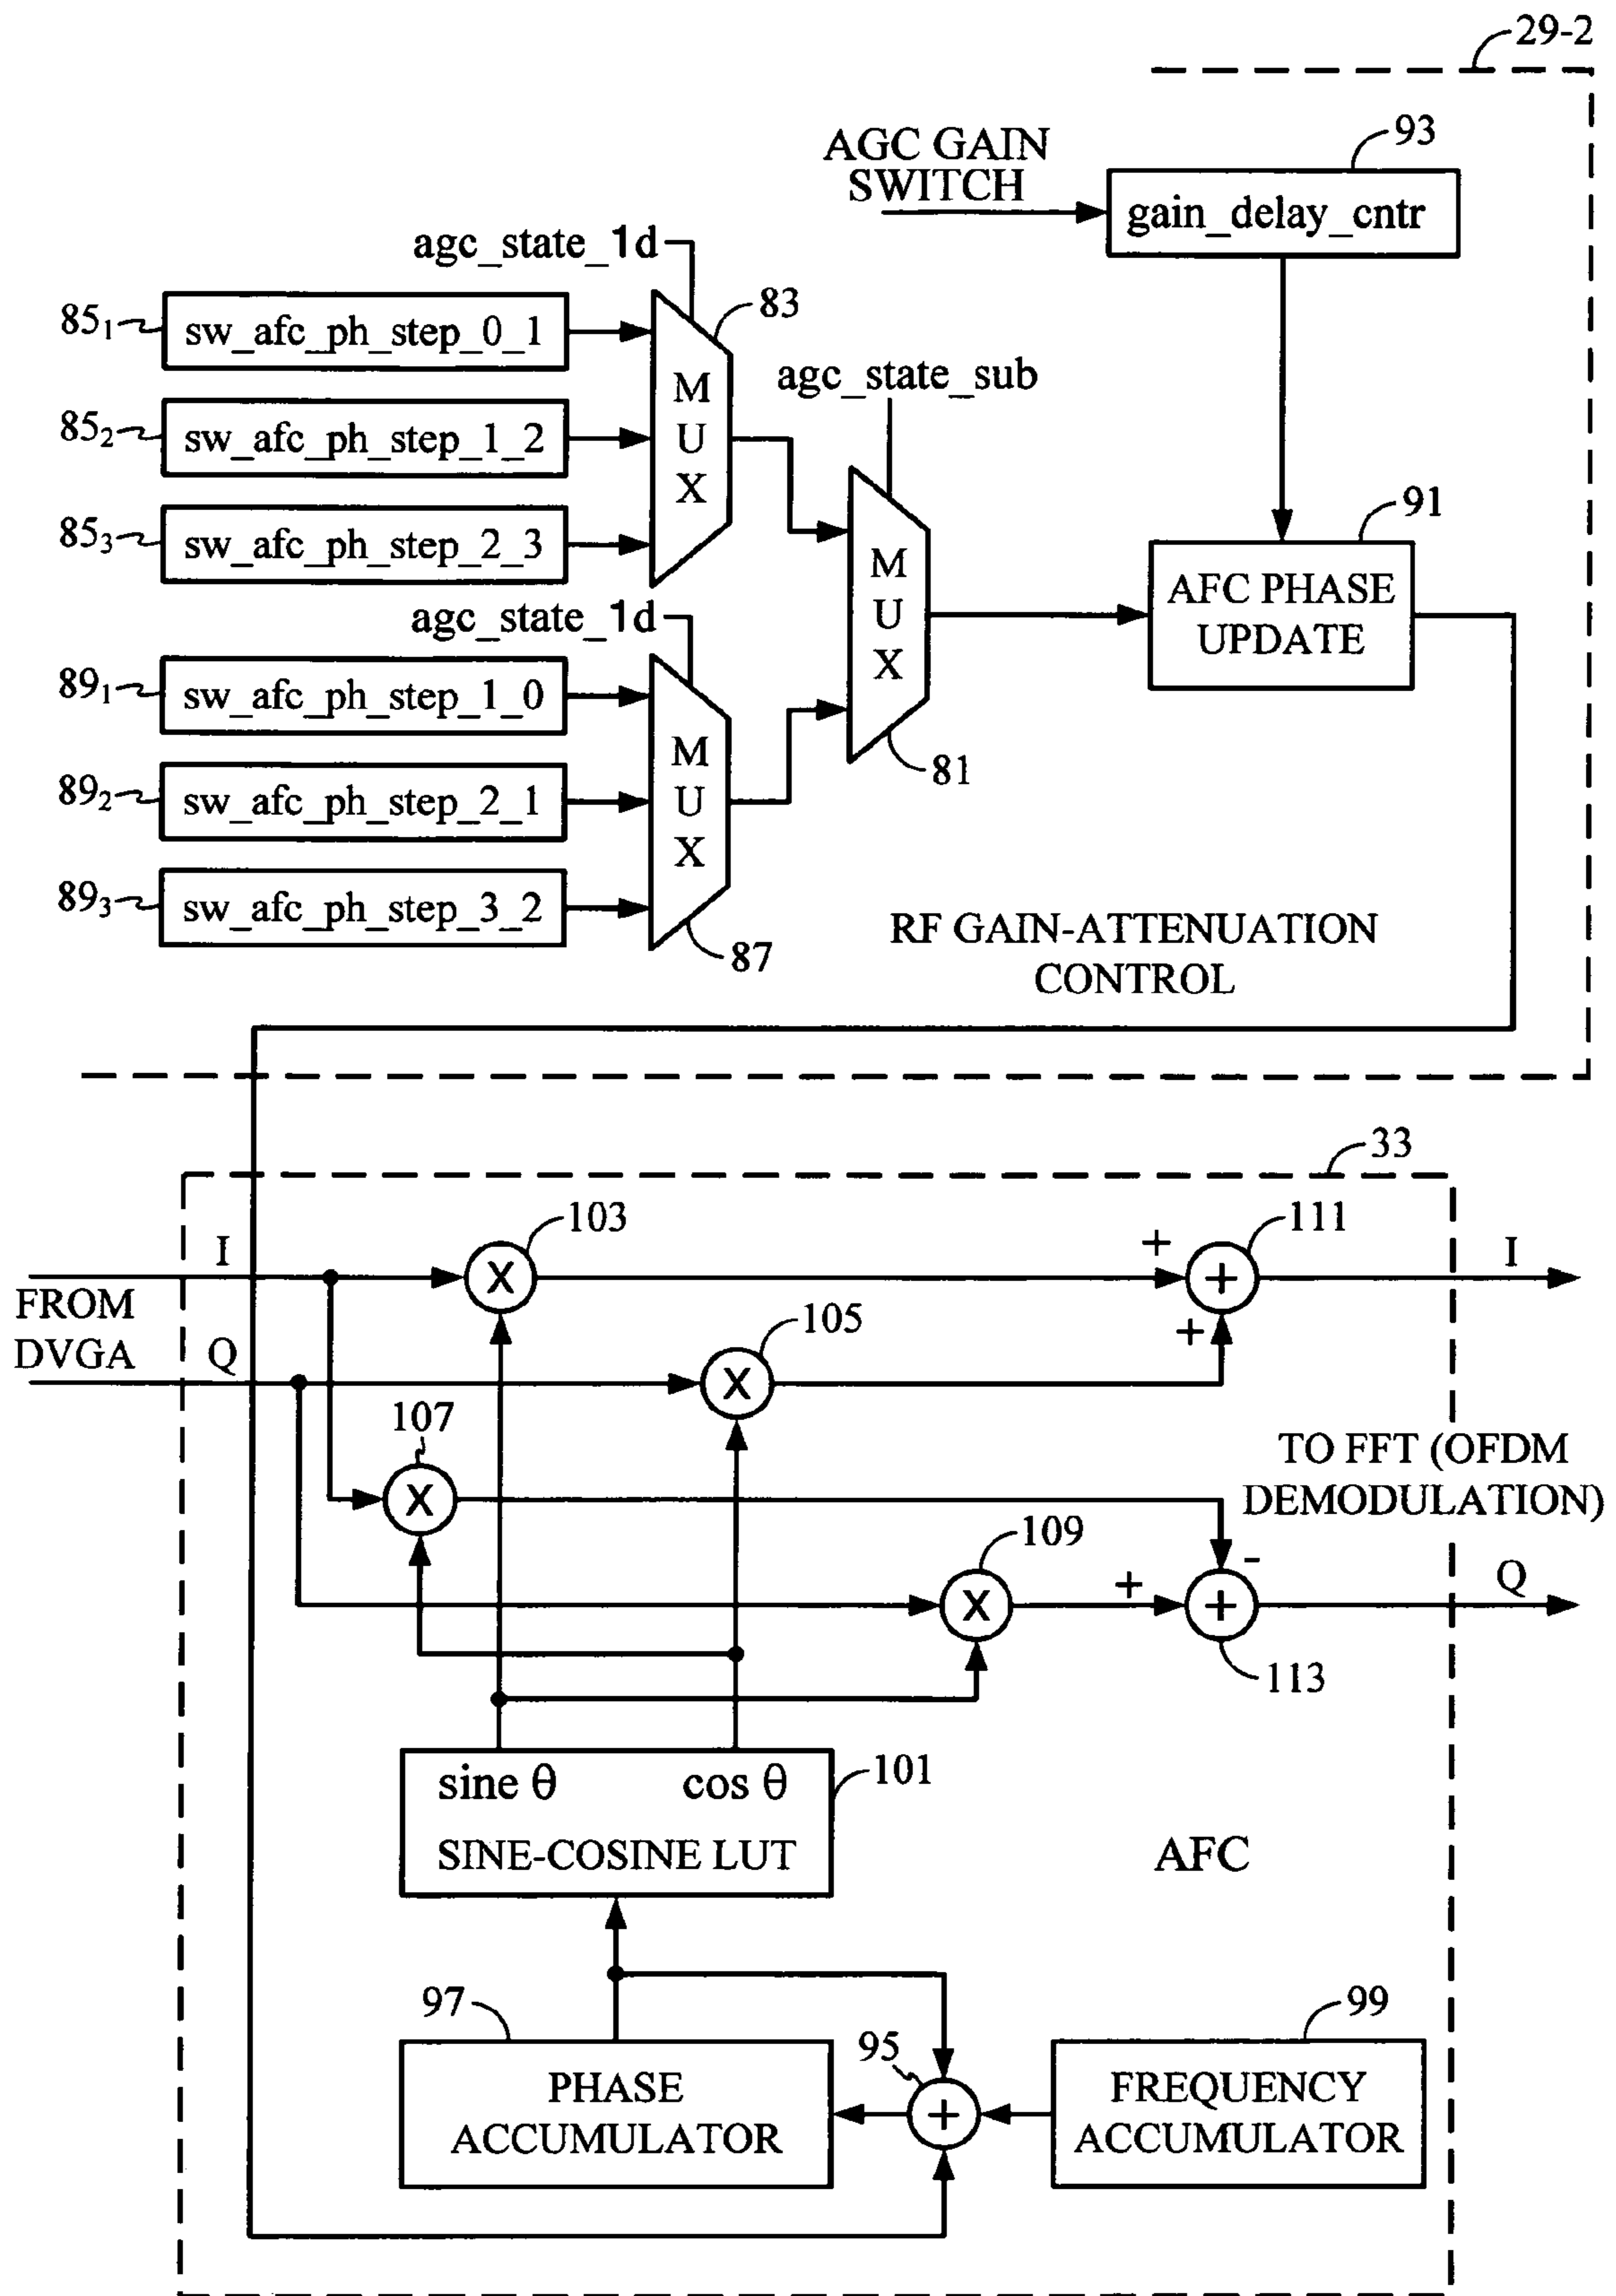 29-2
93
AGC GAIN
SWITCH
gain_delay_cntr
agc_state_1d
83
85₁
sw_afc_ph_step_0_1
M
U
X
agc_state_sub
85₂
sw_afc_ph_step_1_2
85₃
sw_afc_ph_step_2_3
M
U
X
91
AFC PHASE
UPDATE
agc_state_1d
89₁
sw_afc_ph_step_1_0
M
U
X
81
89₂
sw_afc_ph_step_2_1
89₃
sw_afc_ph_step_3_2
87
RF GAIN-ATTENUATION
CONTROL
33
I
103
X
+
111
+
I
FROM
DVGA
Q
105
X
+
107
X
TO FFT (OFDM
DEMODULATION)
109
X
+
-
+
Q
113
sine θ
cos θ
101
SINE-COSINE LUT
AFC
97
PHASE
ACCUMULATOR
95
+
99
FREQUENCY
ACCUMULATOR